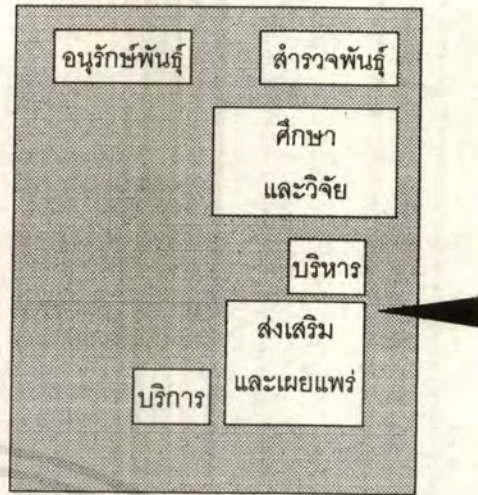 อนุรักษ์พันธุ์
สำรวจพันธุ์
ศึกษา
และวิจัย
บริหาร
ส่งเสริม
และเผยแพร่
บริการ